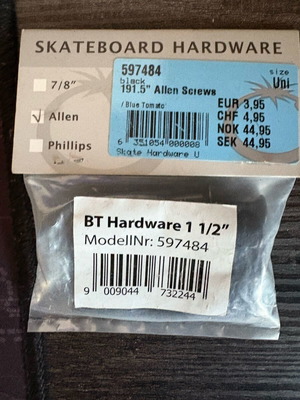 SKATEBOARD HARDWARE
7/8"
Allen
Phillips
597484
black
191.5" Allen Screws
size
Uni
/Blue Tomato
EUR 3,95
CHF 4,95
NOK 44,95
SEK 44,95
6 351054 000008
Skate Hardware U
BT Hardware 1 1/2”
ModellNr: 597484
9 009044 732244